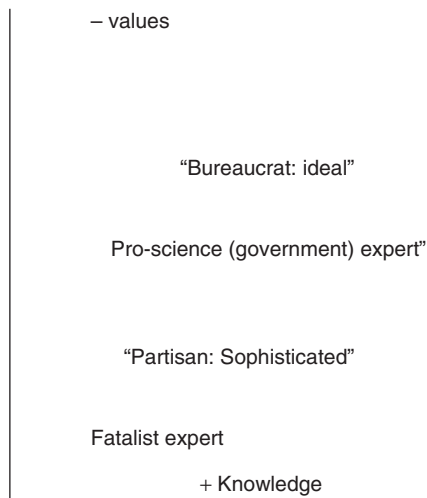 – values
“Bureaucrat: ideal”
Pro-science (government) expert”
“Partisan: Sophisticated”
Fatalist expert
+ Knowledge